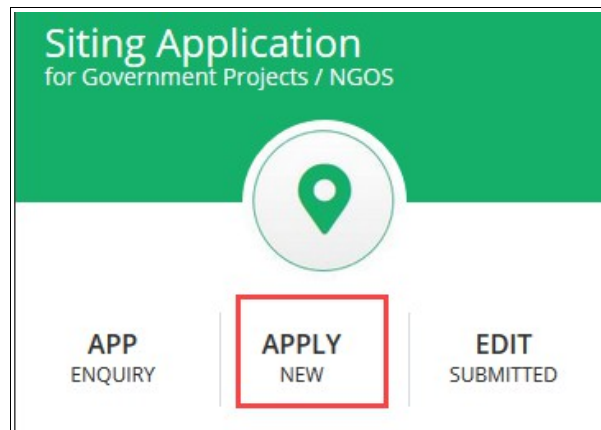 Siting Application
for Government Projects / NGOS
APP
ENQUIRY
APPLY
NEW
EDIT
SUBMITTED